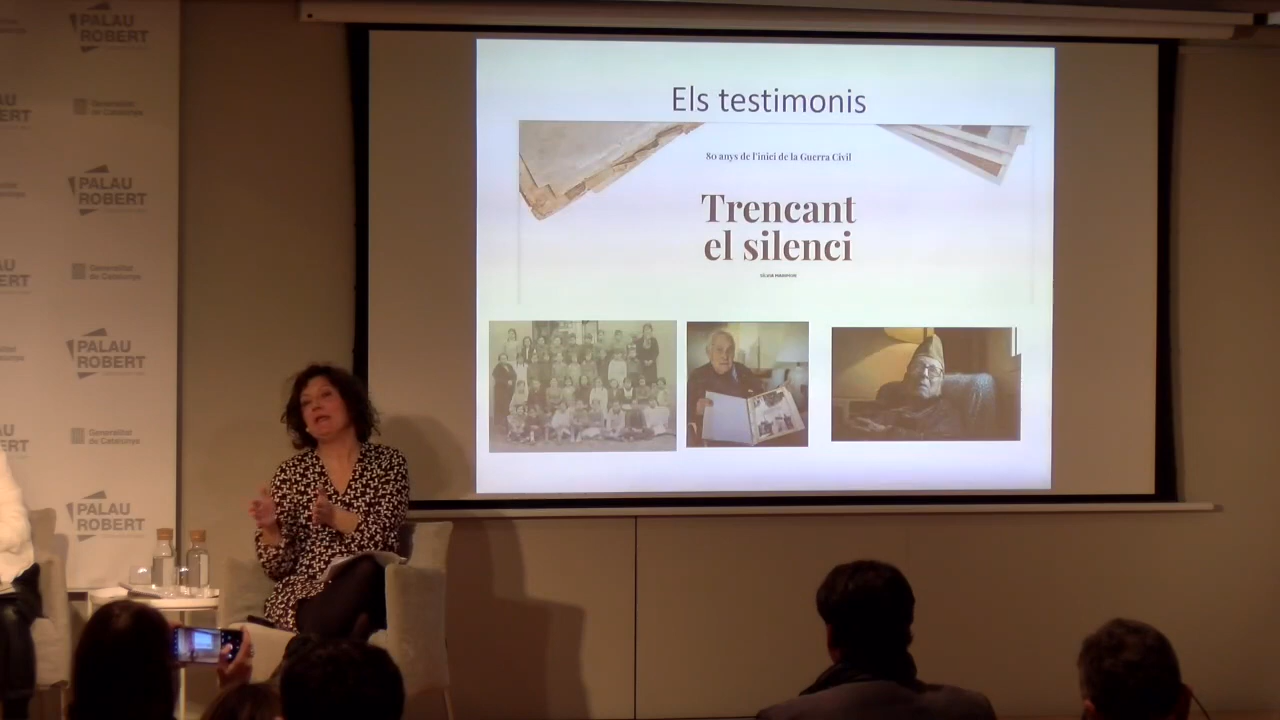 PALAU
ROBERT
Generalitat
de Catalunya
PALAU
ROBERT
Generalitat
de Catalunya
PALAU
ROBERT
Generalitat
de Catalunya
PALAU
ROBERT
Els testimonis
80 anys de l'inici de la Guerra Civil
Trencant
el silenci